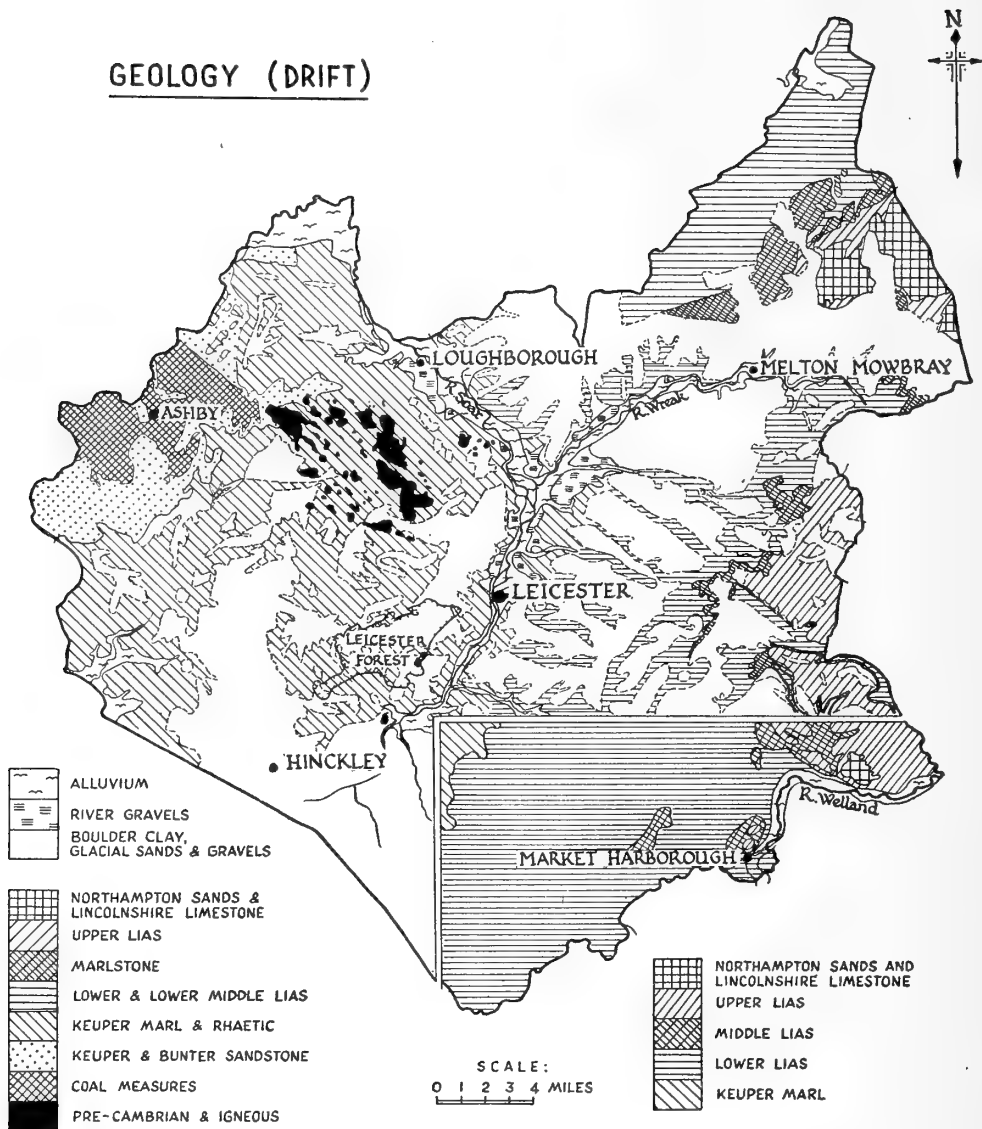 N
GEOLOGY (DRIFT)
LOUGHBOROUGH
R. Soar
MELTON MOWBRAY
R. Wreak
ASHBY
LEICESTER
LEICESTER
FOREST
HINCKLEY
R. Welland
MARKET HARBOROUGH
ALLUVIUM
RIVER GRAVELS
BOULDER CLAY,
GLACIAL SANDS & GRAVELS
NORTHAMPTON SANDS &
LINCOLNSHIRE LIMESTONE
UPPER LIAS
MARLSTONE
LOWER & LOWER MIDDLE LIAS
KEUPER MARL & RHAETIC
KEUPER & BUNTER SANDSTONE
COAL MEASURES
PRE-CAMBRIAN & IGNEOUS
SCALE:
0 1 2 3 4 MILES
NORTHAMPTON SANDS AND
LINCOLNSHIRE LIMESTONE
UPPER LIAS
MIDDLE LIAS
LOWER LIAS
KEUPER MARL